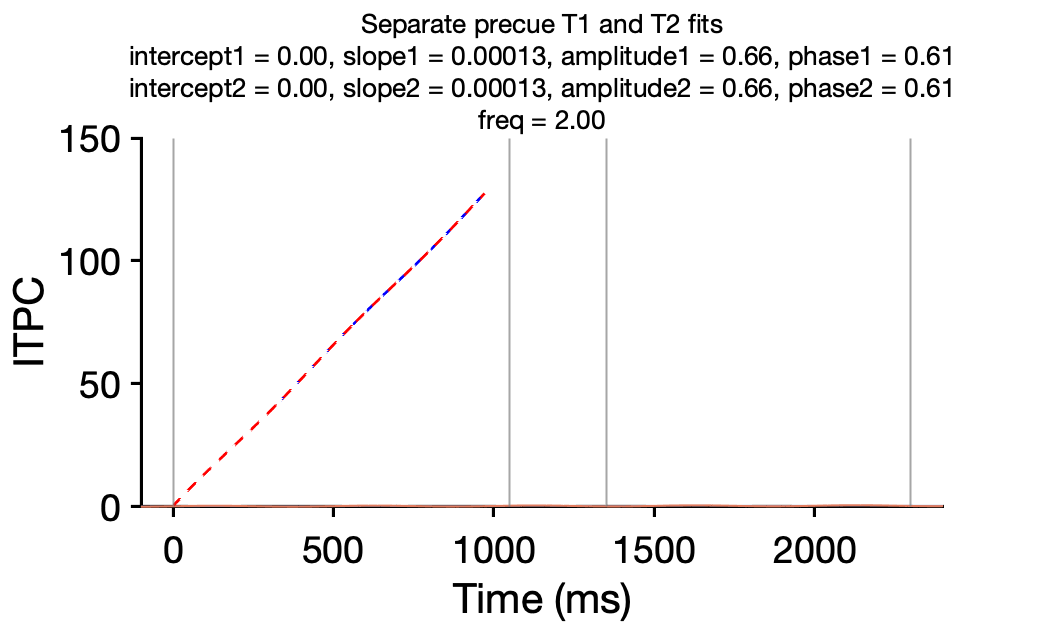 Separate precue T1 and T2 fits
intercept1 = 0.00, slope1 = 0.00013, amplitude1 = 0.66, phase1 = 0.61
intercept2 = 0.00, slope2 = 0.00013, amplitude2 = 0.66, phase2 = 0.61
freq = 2.00
150
100
50
0
ITPC
0 500 1000 1500 2000
Time (ms)